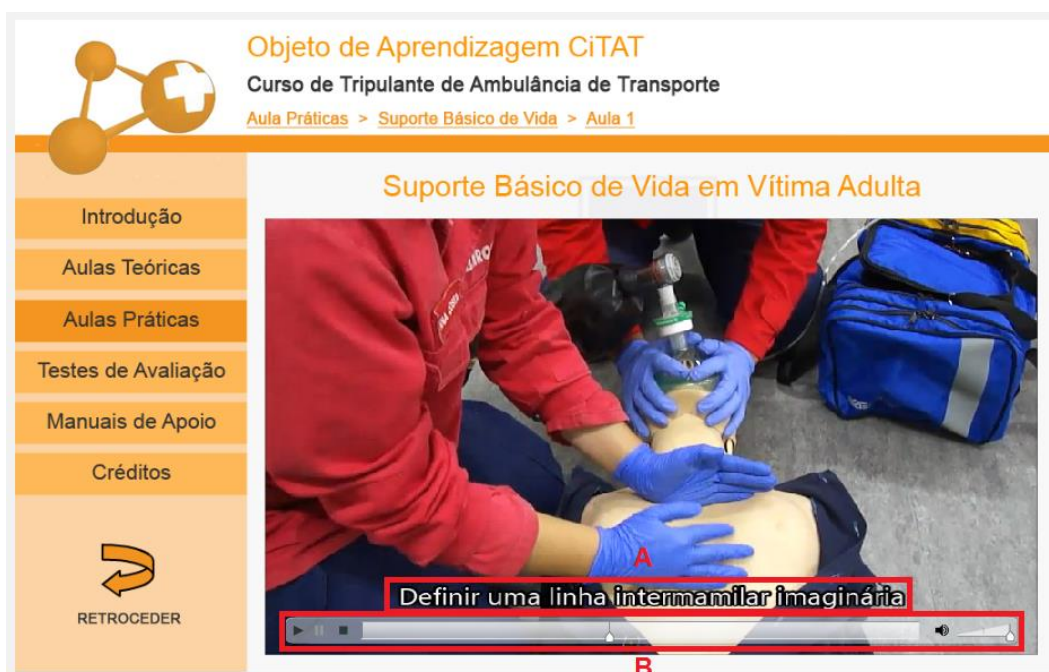 Objeto de Aprendizagem CiTAT
Curso de Tripulante de Ambulância de Transporte
Aula Práticas > Suporte Básico de Vida > Aula 1
Suporte Básico de Vida em Vítima Adulta
Introdução
Aulas Teóricas
Aulas Práticas
Testes de Avaliação
Manuais de Apoio
Créditos
RETROCEDER
A
Definir uma linha intermamilar imaginária
B